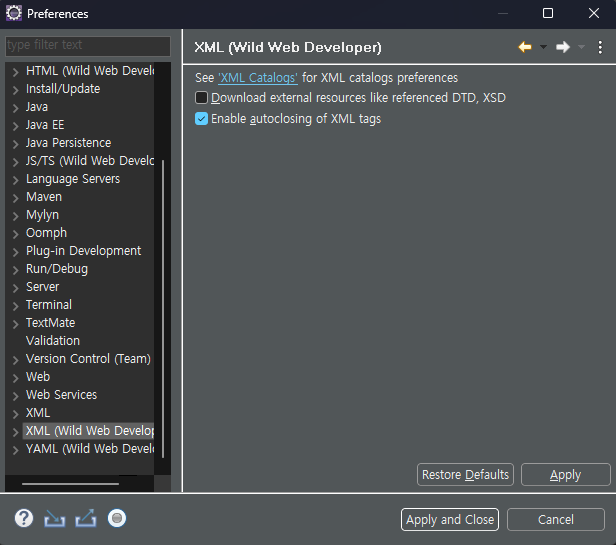 Preferences
type filter text
HTML (Wild Web Devel
Install/Update
Java
Java EE
Java Persistence
JS/TS (Wild Web Develo
Language Servers
Maven
Mylyn
Oomph
Plug-in Development
Run/Debug
Server
Terminal
TextMate
Validation
Version Control (Team)
Web
Web Services
XML
XML (Wild Web Develop
YAML (Wild Web Devel
XML (Wild Web Developer)
See 'XML Catalogs' for XML catalogs preferences
Download external resources like referenced DTD, XSD
Enable autoclosing of XML tags
Restore Defaults
Apply
?
Apply and Close
Cancel